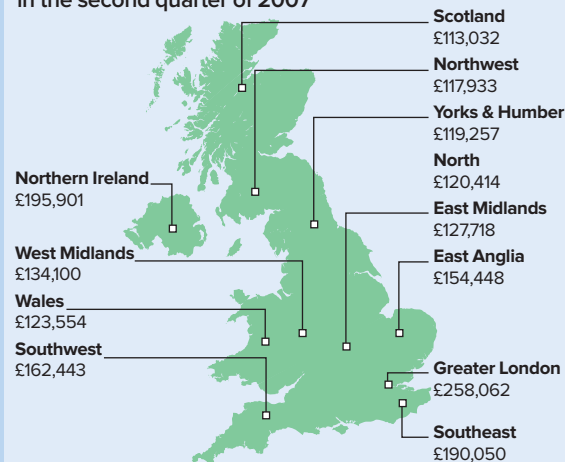 in the second quarter of 2007
Scotland
£113,032
Northwest
£117,933
Yorks & Humber
£119,257
North
£120,414
East Midlands
£127,718
East Anglia
£154,448
Greater London
£258,062
Southeast
£190,050
Northern Ireland
£195,901
West Midlands
£134,100
Wales
£123,554
Southwest
£162,443